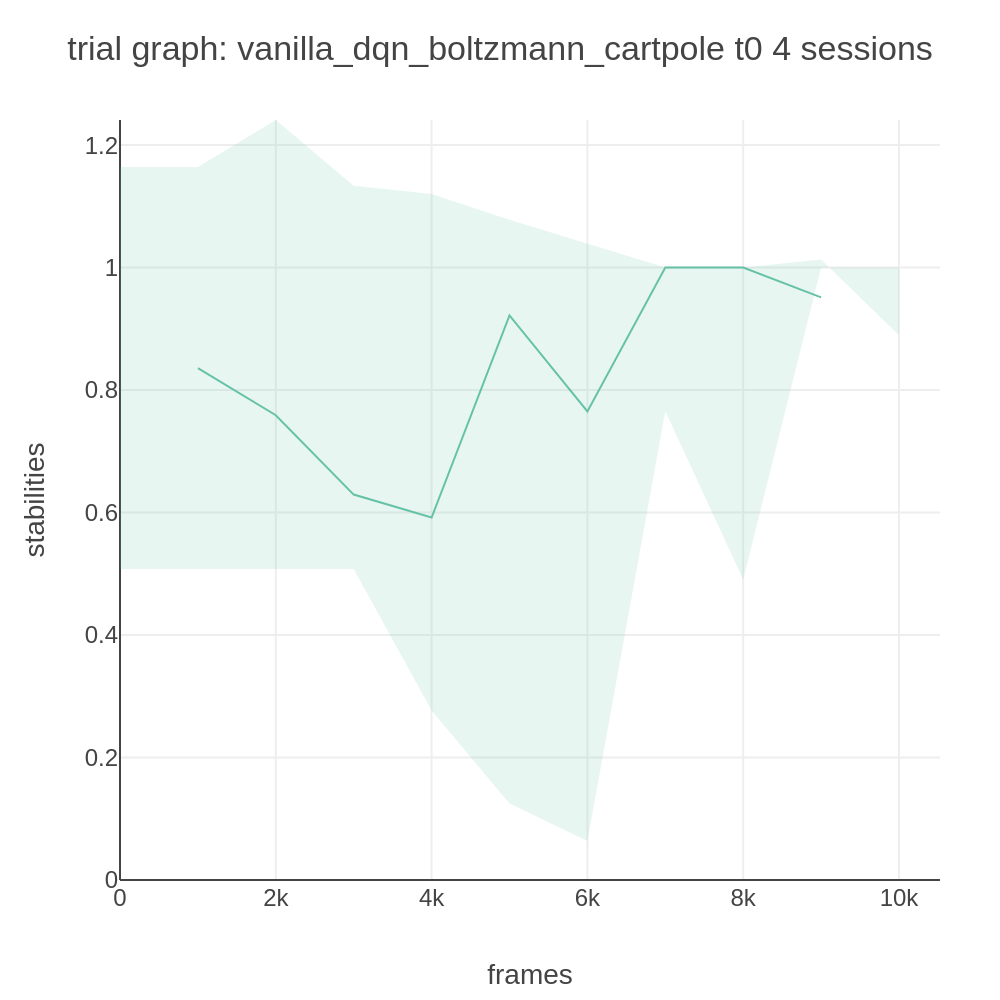 trial graph: vanilla_dqn_boltzmann_cartpole t0 4 sessions
1.2
1
0.8
0.6
0.4
0.2
0
stabilities
0 2k 4k 6k 8k 10k
frames